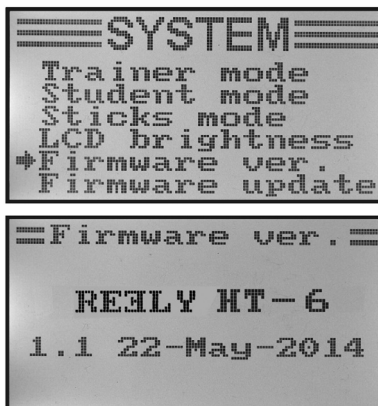 SYSTEM
Trainer mode
Student mode
Sticks mode
LCD brightness
Firmware ver.
Firmware update
Firmware ver.
REELY HT-6
1.1 22-May-2014